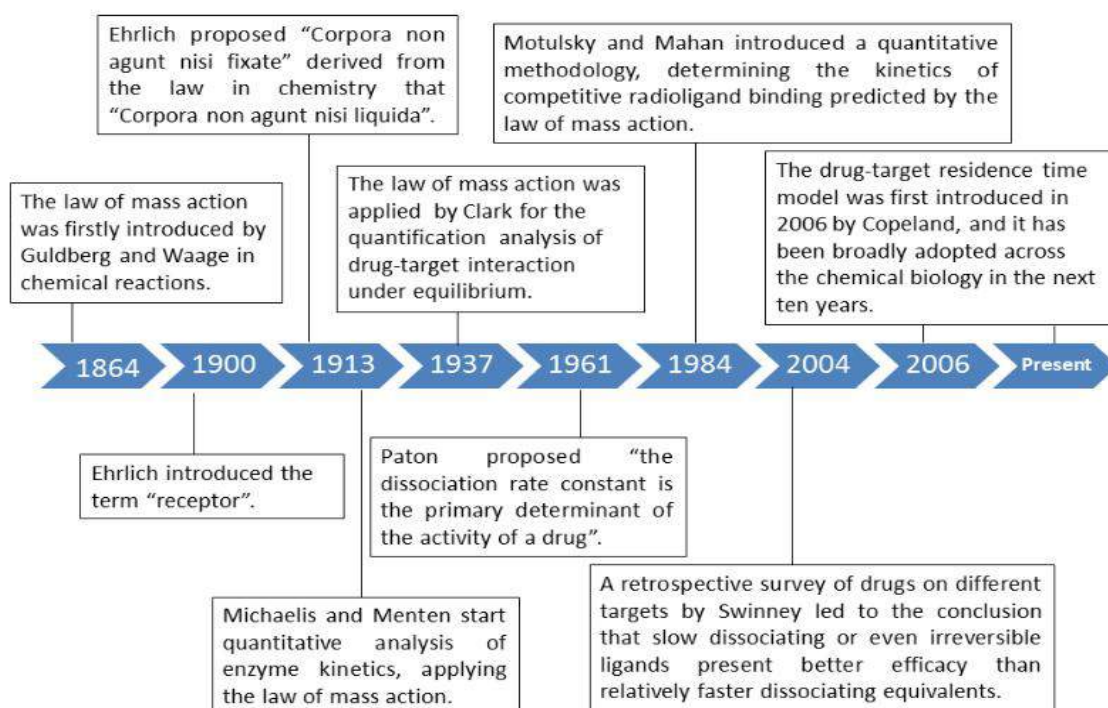 Ehrlich proposed “Corpora non
agunt nisi fixate” derived from
the law in chemistry that
“Corpora non agunt nisi liquida”.
Motulsky and Mahan introduced a quantitative
methodology, determining the kinetics of
competitive radioligand binding predicted by the
law of mass action.
The law of mass action
was firstly introduced by
Guldberg and Waage in
chemical reactions.
The law of mass action was
applied by Clark for the
quantification analysis of
drug-target interaction
under equilibrium.
The drug-target residence time
model was first introduced in
2006 by Copeland, and it has
been broadly adopted across
the chemical biology in the next
ten years.
1864
1900
1913
1937
1961
1984
2004
2006
Present
Ehrlich introduced the
term “receptor”.
Paton proposed “the
dissociation rate constant is
the primary determinant of
the activity of a drug”.
Michaelis and Menten start
quantitative analysis of
enzyme kinetics, applying
the law of mass action.
A retrospective survey of drugs on different
targets by Swinney led to the conclusion
that slow dissociating or even irreversible
ligands present better efficacy than
relatively faster dissociating equivalents.